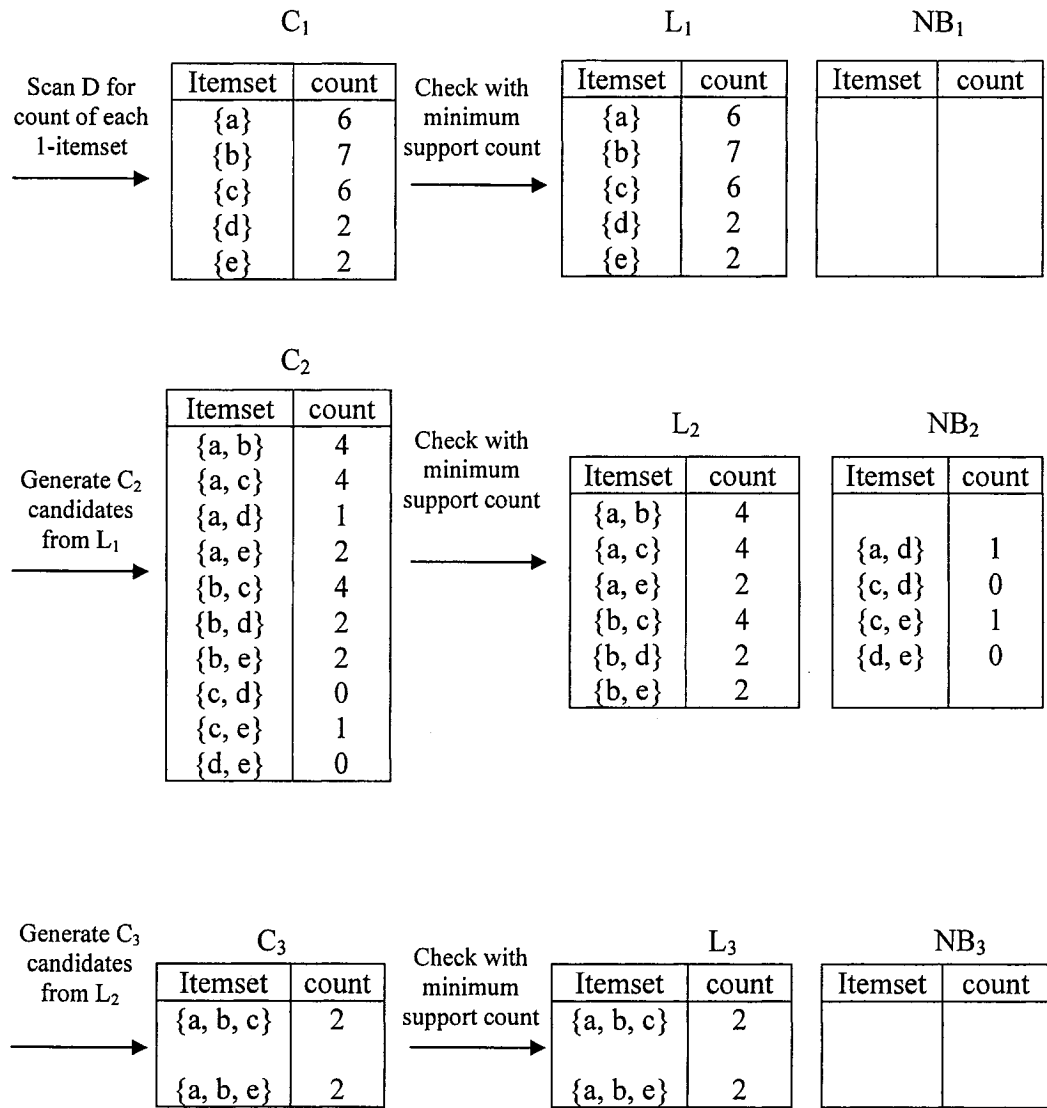 C₁ L₁ NB₁
Scan D for
count of each
1-itemset
Itemset count
{a} 6
{b} 7
{c} 6
{d} 2
{e} 2
Check with
minimum
support count
Itemset count
{a} 6
{b} 7
{c} 6
{d} 2
{e} 2
Itemset count
C₂
Generate C₂
candidates
from L₁
Itemset count
{a, b} 4
{a, c} 4
{a, d} 1
{a, e} 2
{b, c} 4
{b, d} 2
{b, e} 2
{c, d} 0
{c, e} 1
{d, e} 0
Check with
minimum
support count
L₂
Itemset count
{a, b} 4
{a, c} 4
{a, e} 2
{b, c} 4
{b, d} 2
{b, e} 2
NB₂
Itemset count
{a, d} 1
{c, d} 0
{c, e} 1
{d, e} 0
Generate C₃
candidates
from L₂
C₃
Itemset count
{a, b, c} 2
{a, b, e} 2
Check with
minimum
support count
L₃
Itemset count
{a, b, c} 2
{a, b, e} 2
NB₃
Itemset count